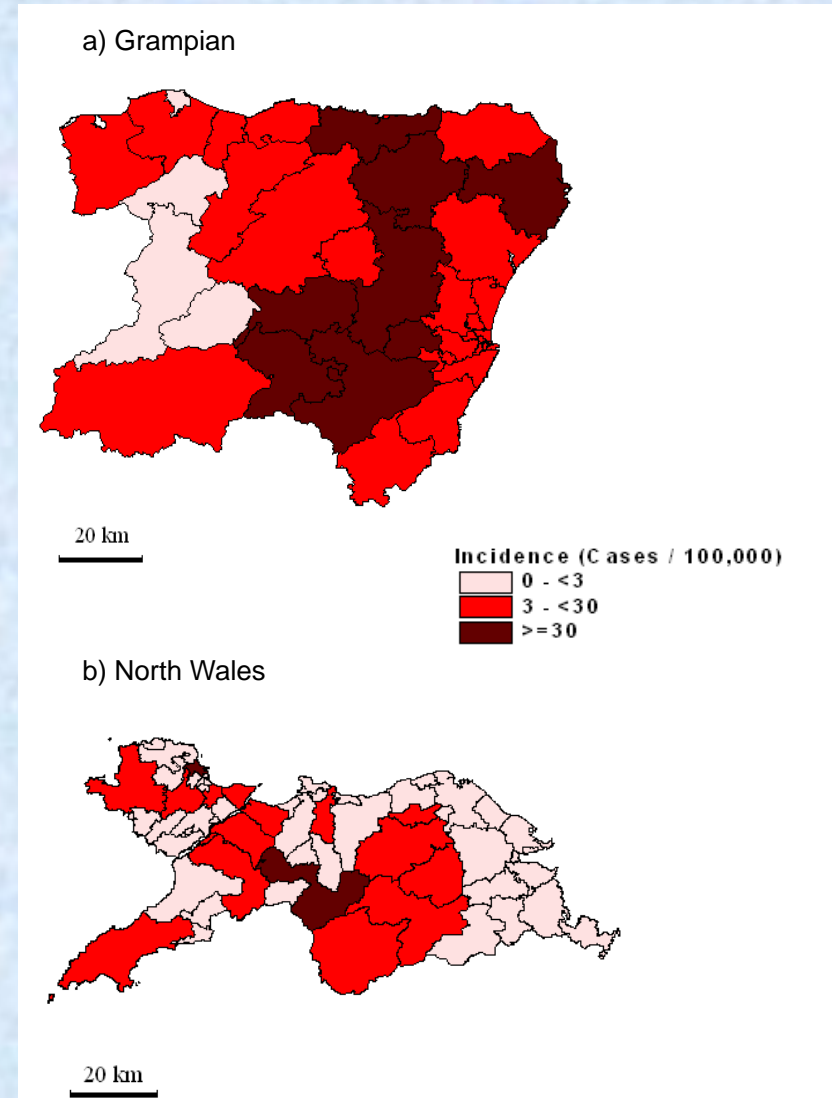 a) Grampian
20 km
Incidence (Cases / 100,000)
0 - <3
3 - <30
>=30
b) North Wales
20 km